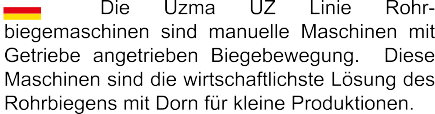 Die Uzma UZ Linie Rohr-
biegemaschinen sind manuelle Maschinen mit
Getriebe angetrieben Biegebewegung. Diese
Maschinen sind die wirtschaftlichste Lösung des
Rohrbiegens mit Dorn für kleine Produktionen.